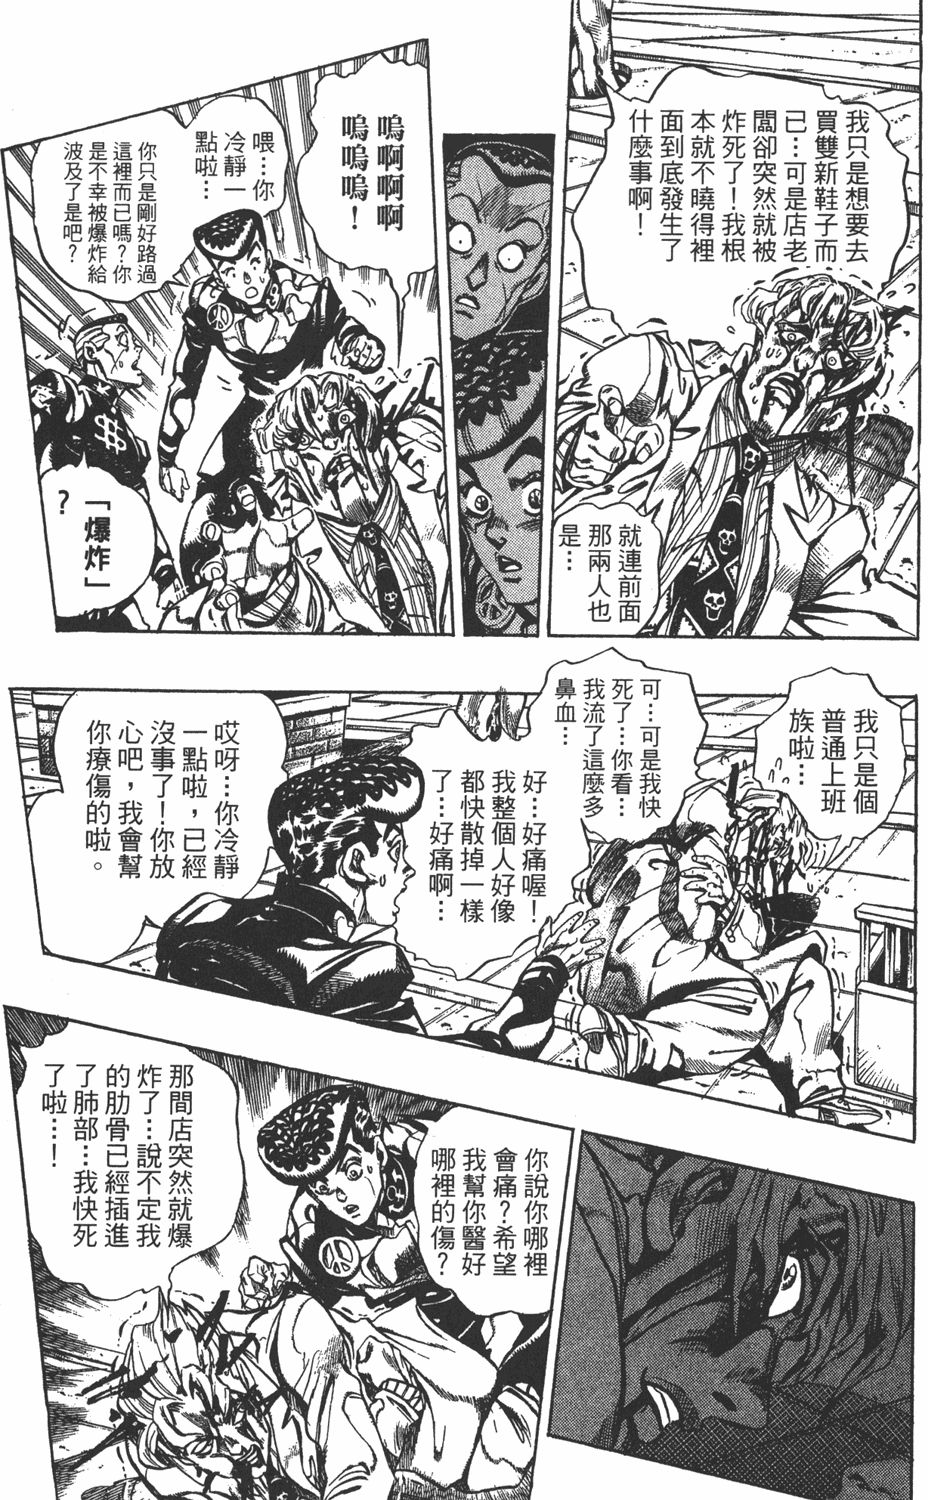 我只是想要去
買雙新鞋子而
已…可是店老
闆卻突然就被
炸死了！我根
本就不曉得裡
面到底發生了
什麼事啊！
就連前面
那兩人也
是…
嗚啊啊啊
嗚嗚嗚！
喂…你
冷靜一
點啦…
你只是剛好路過
這裡而已嗎？你
是不幸被爆炸給
波及了是吧？
「爆炸」
？
我只是個
普通上班
族啦…
可…可是我快
死了…你看…
我流了這麼多
鼻血…
好…好痛喔！
我整個人好像
都快散掉一樣
了…好痛啊…
哎呀…你冷靜
一點啦，已經
沒事了！你放
心吧，我會幫
你療傷的啦。
你說你哪裡
會痛？希望
我幫你醫好
哪裡的傷？
那間店突然就爆
炸了…說不定我
的肋骨已經插進
了肺部…我快死
了啦…！